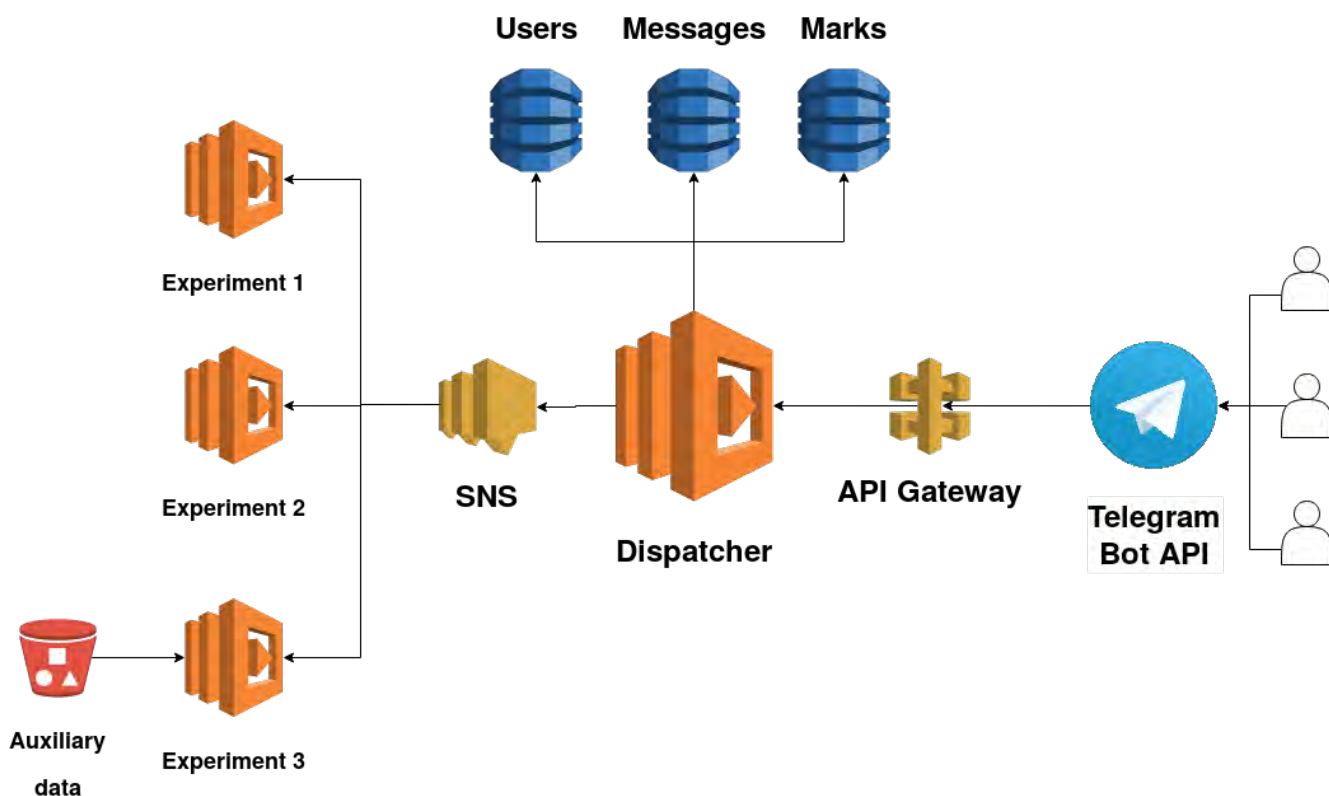 Users
Messages
Marks
Experiment 1
Experiment 2
SNS
API Gateway
Dispatcher
Telegram
Bot API
Auxiliary
data
Experiment 3